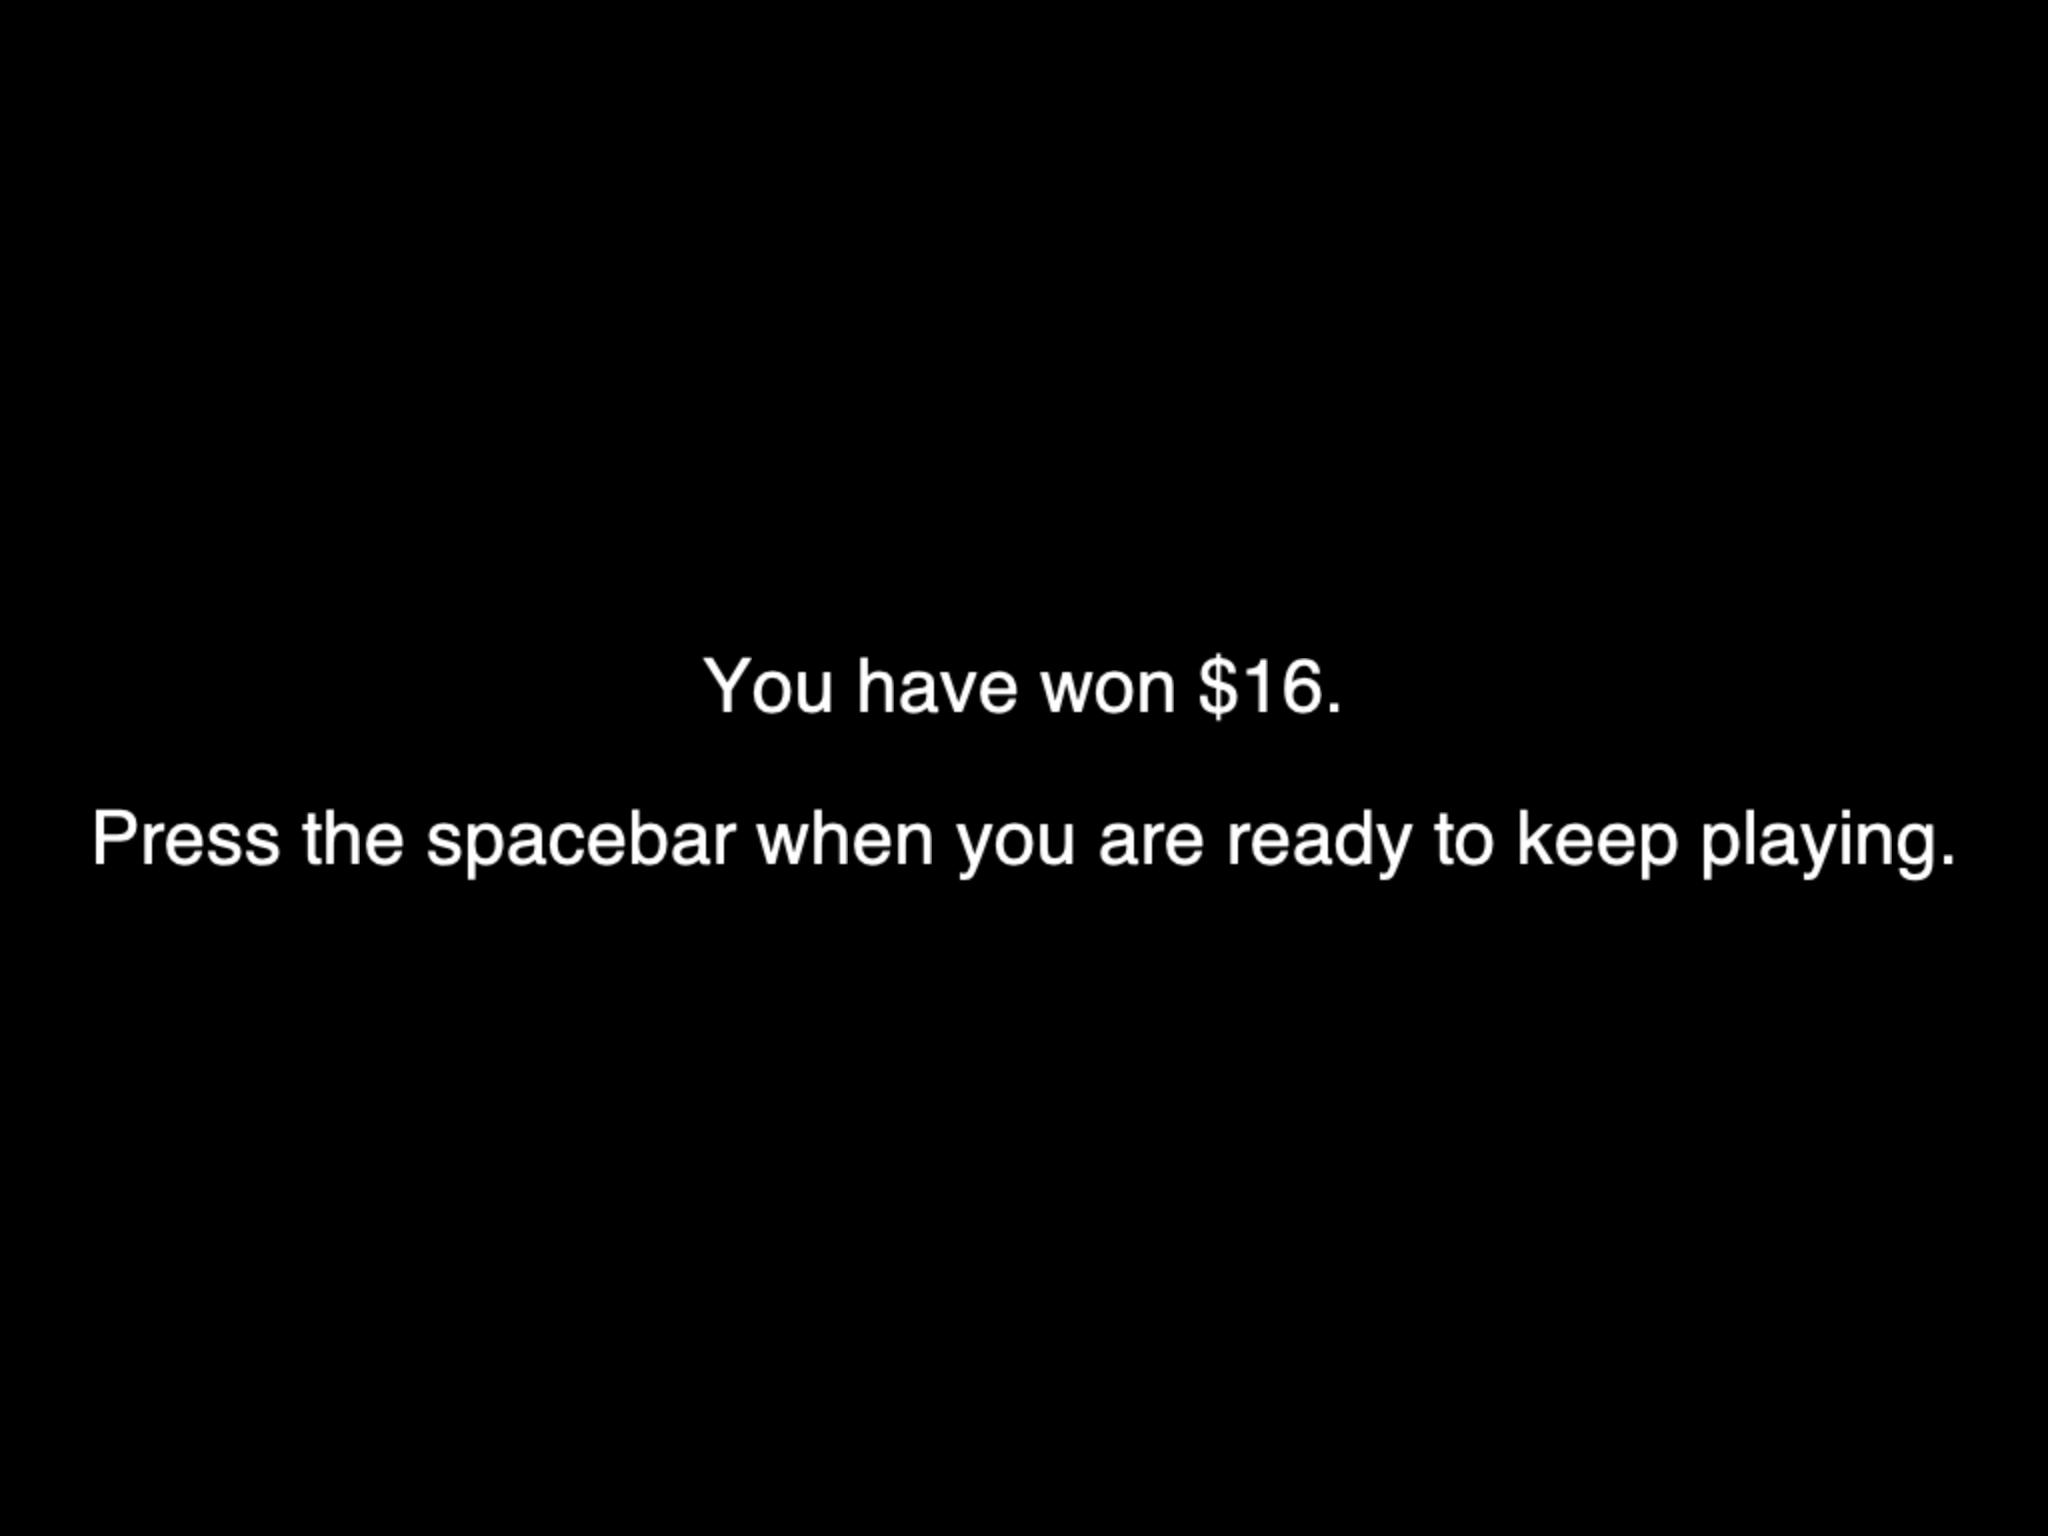 You have won $16.
Press the spacebar when you are ready to keep playing.